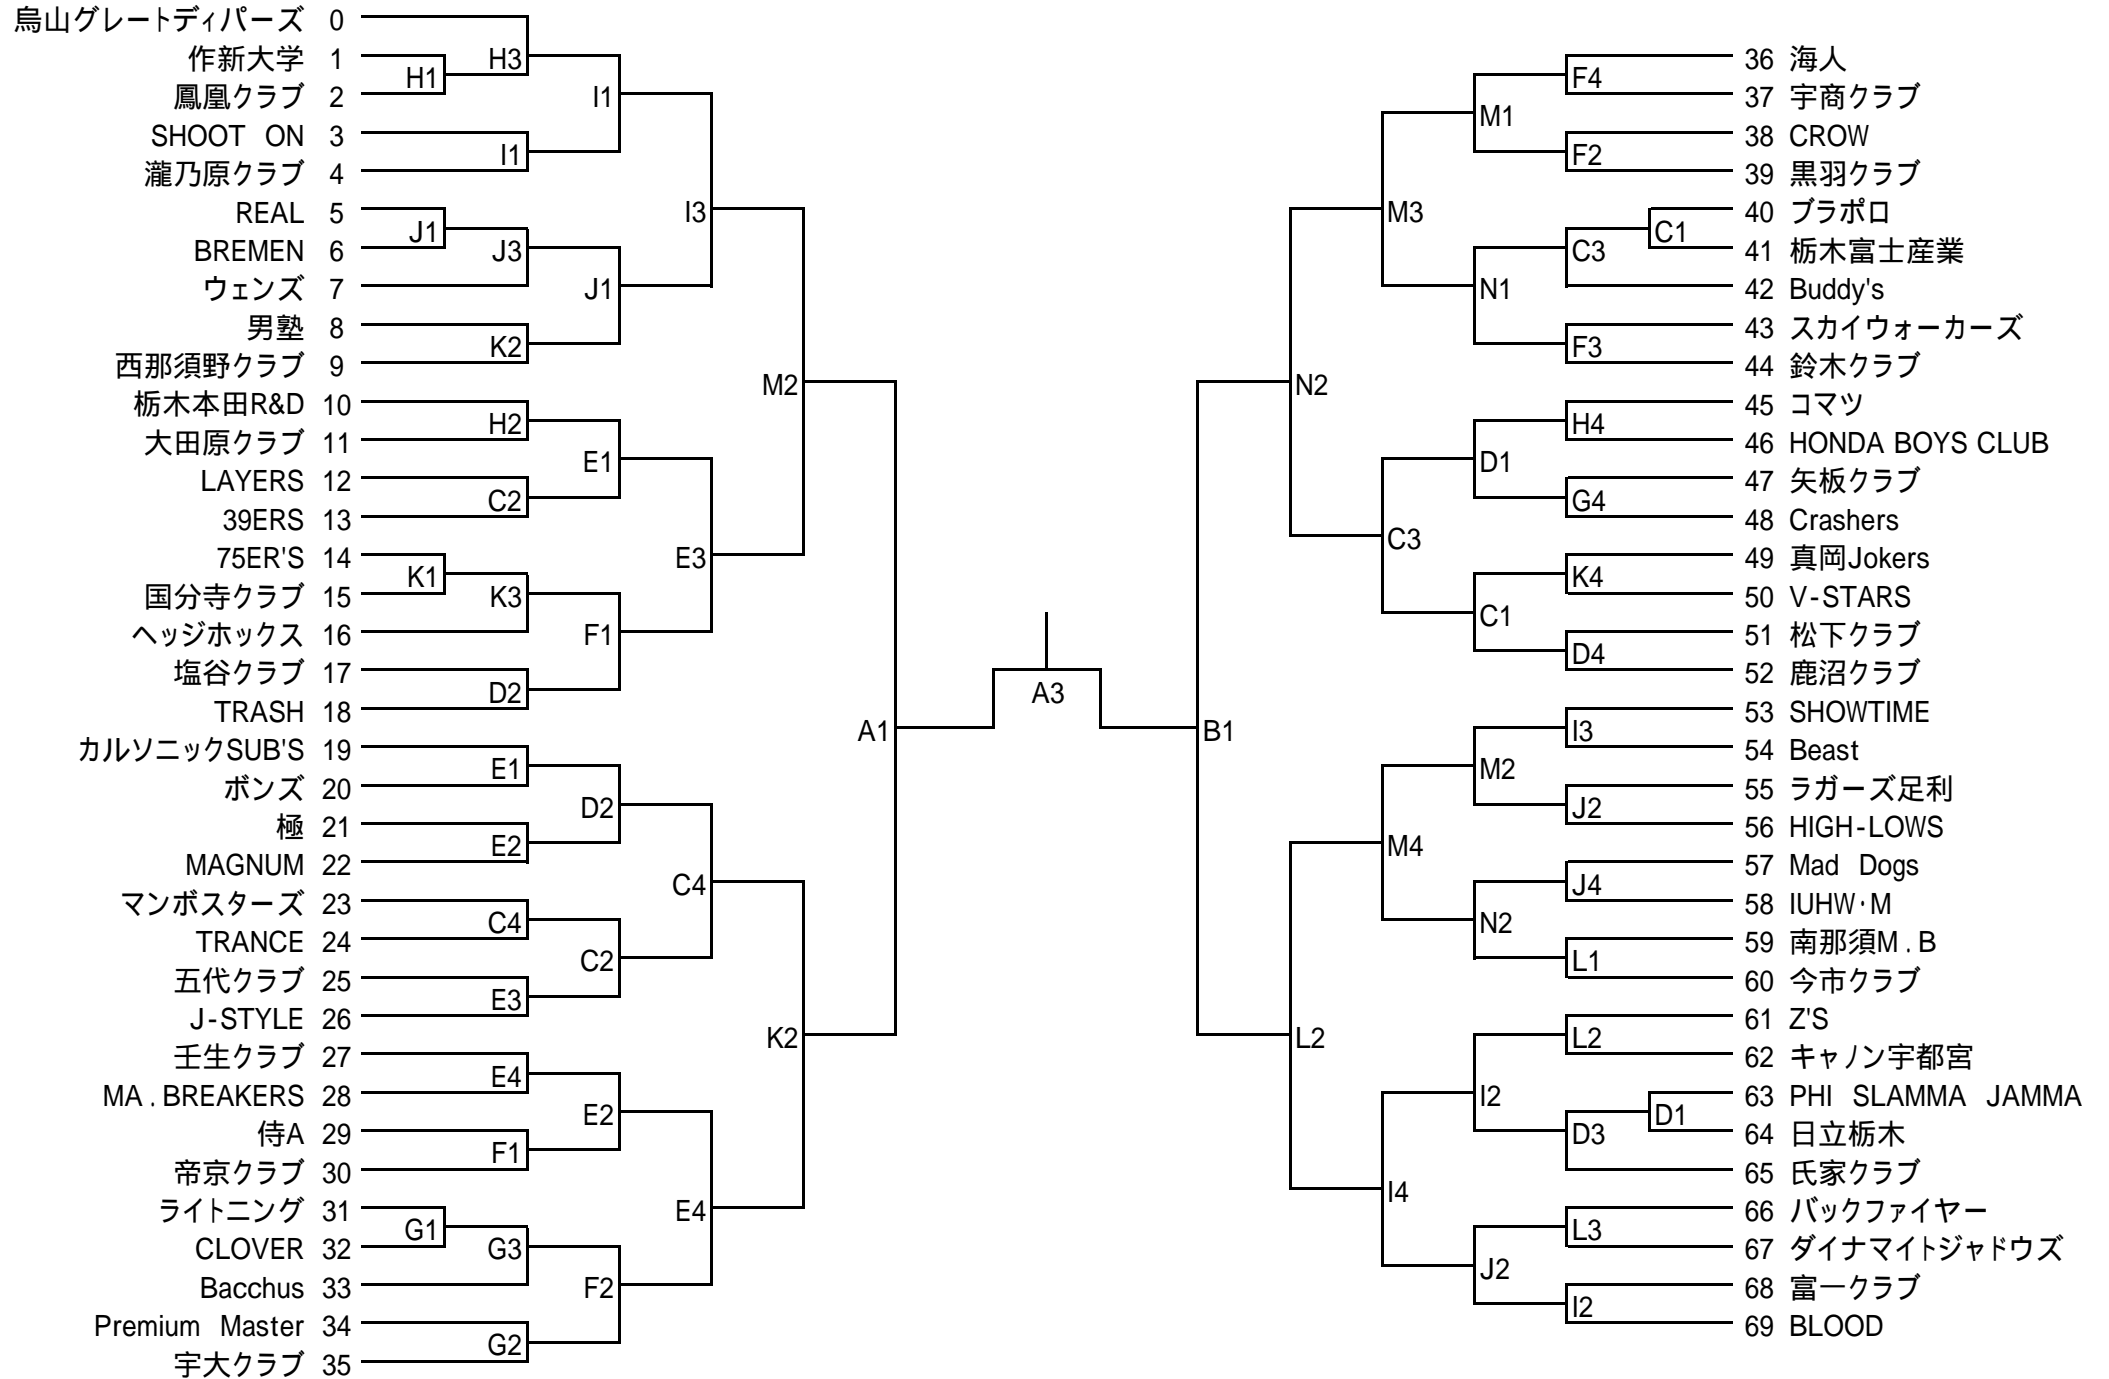 烏山グレートディパーズ 0
作新大学 1
鳳凰クラブ 2
SHOOT ON 3
瀧乃原クラブ 4
REAL 5
BREMEN 6
ウェンズ 7
男塾 8
西那須野クラブ 9
栃木本田R&D 10
大田原クラブ 11
LAYERS 12
39ERS 13
75ER'S 14
国分寺クラブ 15
ヘッジホックス 16
塩谷クラブ 17
TRASH 18
カルソニックSUB'S 19
ボンズ 20
極 21
MAGNUM 22
マンボスターズ 23
TRANCE 24
五代クラブ 25
J-STYLE 26
壬生クラブ 27
MA.BREAKERS 28
侍A 29
帝京クラブ 30
ライトニング 31
CLOVER 32
Bacchus 33
Premium Master 34
宇大クラブ 35
H1
J1
K1
G1
H3
I1
J3
K2
H2
C2
K3
D2
E1
E2
C4
E3
E4
F1
G3
G2
I1
J1
E1
F1
D2
C2
E2
F2
I3
E3
C4
E4
M2
K2
A1
A3
B1
N2
L2
M3
C3
M4
I4
M1
N1
D1
C1
M2
N2
I2
J2
F4
F2
C3
F3
H4
G4
K4
D4
I3
J2
J4
L1
L2
D3
L3
I2
C1
D1
36 海人
37 宇商クラブ
38 CROW
39 黒羽クラブ
40 ブラポロ
41 栃木富士産業
42 Buddy's
43 スカイウォーカーズ
44 鈴木クラブ
45 コマツ
46 HONDA BOYS CLUB
47 矢板クラブ
48 Crashers
49 真岡Jokers
50 V-STARS
51 松下クラブ
52 鹿沼クラブ
53 SHOWTIME
54 Beast
55 ラガーズ足利
56 HIGH-LOWS
57 Mad Dogs
58 IUHW･M
59 南那須M.B
60 今市クラブ
61 Z'S
62 キャノン宇都宮
63 PHI SLAMMA JAMMA
64 日立栃木
65 氏家クラブ
66 バックファイヤー
67 ダイナマイトジャドウズ
68 富一クラブ
69 BLOOD